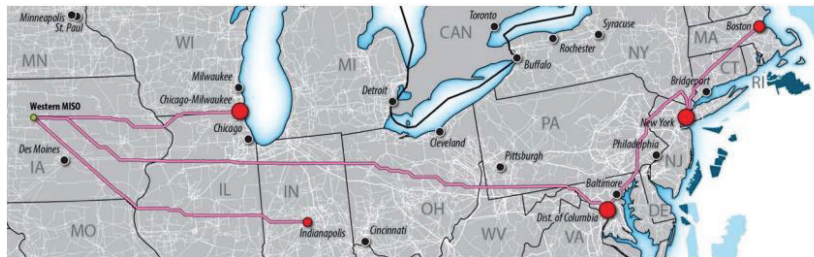 Minneapolis
St. Paul
MN
WI
MI
CAN
Toronto
Syracuse
Rochester
NY
Buffalo
MA
Boston
CT
RI
Bridgeport
Milwaukee
Chicago-Milwaukee
Detroit
Western MISO
Chicago
Cleveland
PA
New York
Des Moines
IA
Pittsburgh
Philadelphia
NJ
IL
IN
OH
Baltimore
Dist. of Columbia
DE
MO
Indianapolis
Cincinnati
WV
VA